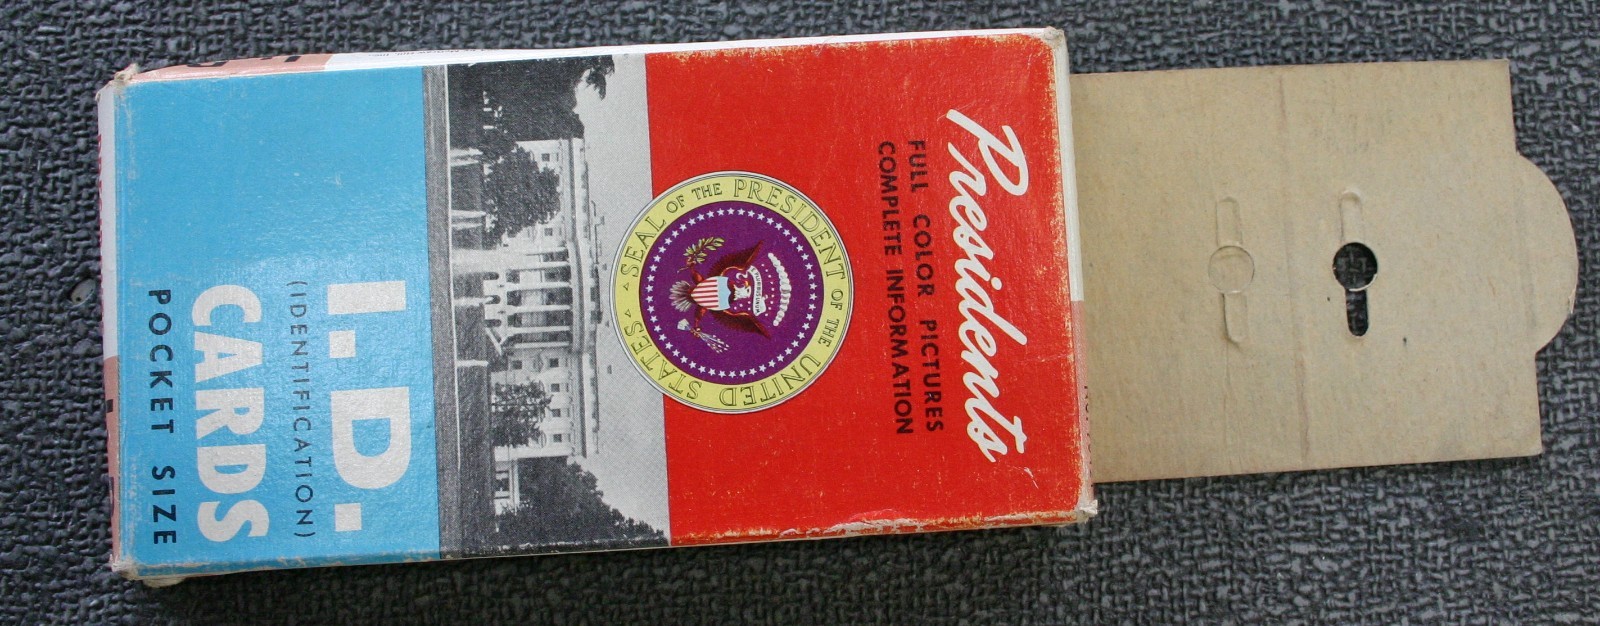 Presidents
FULL COLOR PICTURES
COMPLETE INFORMATION
SEAL OF THE PRESIDENT OF THE UNITED STATES
I.D.
(IDENTIFICATION)
CARDS
POCKET SIZE